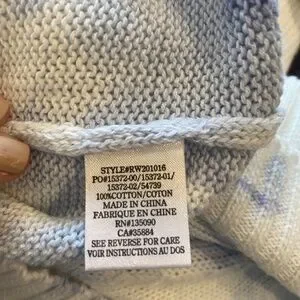 STYLE#RW201016
PO#15372-00/15372-01/
15372-02/54739
100%COTTON/COTON
MADE IN CHINA
FABRIQUE EN CHINE
RN#135090
CA#35884
SEE REVERSE FOR CARE
VOIR INSTRUCTIONS AU DOS